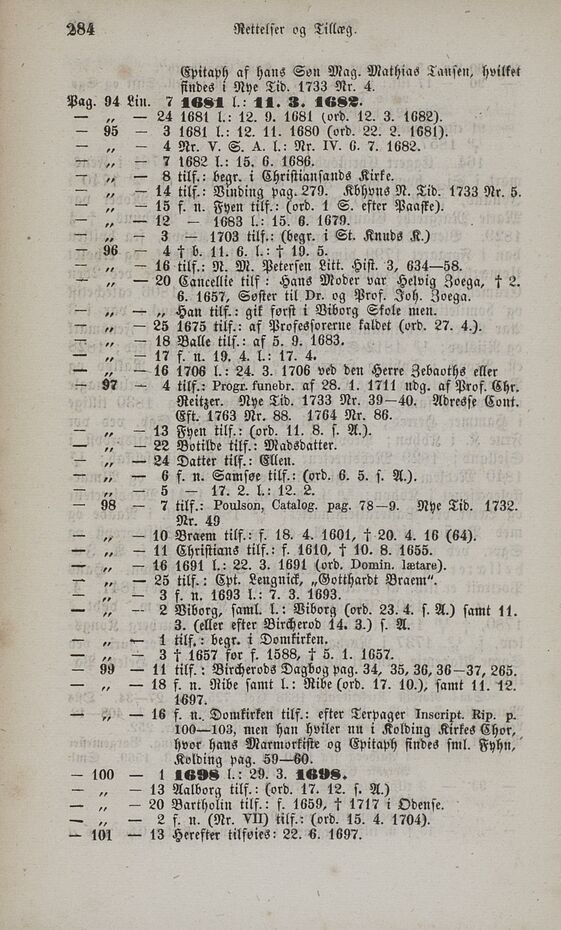 284
Rettelser og Tillæg.
Epitaph af hans Søn Mag. Mathias Tausen, hvilket
findes i Nye Tid. 1733 Nr. 4.
Pag. 94 Lin. 7 1681 l.: 11. 3. 1682.
— „ — 24 1681 l.: 12. 9. 1681 (ord. 12. 3. 1682).
— 95 — 3 1681 l.: 12. 11. 1680 (ord. 22. 2. 1681).
— „ — 4 Nr. V. S. A. l.: Nr. IV. 6. 7. 1682.
— „ — 7 1682 l.: 15. 6. 1686.
— „ — 8 tilf.: begr. i Christiansands Kirke.
— „ — 14 tilf.: Vinding pag. 279. Kbhvns N. Tid. 1733 Nr. 5.
— „ — 15 f. n. Fyen tilf.: (ord. 1 S. efter Paaske).
— „ — 12 — 1683 l.: 15. 6. 1679.
— „ — 3 — 1703 tilf.: (begr. i St. Knuds K.)
— 96 — 4 † b. 11. 6. l.: † 19. 5.
— „ — 16 tilf.: N. M. Petersen Litt. Hist. 3, 634—58.
— „ — 20 Cancellie tilf : Hans Moder var Helvig Zoega, † 2.
6. 1657, Søster til Dr. og Prof. Joh. Zoega.
— „ — „ Han tilf.: gik først i Viborg Skole men.
— „ — 25 1675 tilf.: af Professorerne kaldet (ord. 27. 4.).
— „ — 18 Balle tilf.: af 5. 9. 1683.
— „ — 17 f. n. 19. 4. l.: 17. 4.
— „ — 16 1706 l.: 24. 3. 1706 ved den Herre Zebaoths eller
— 97 — 4 tilf.: Progr. funebr. af 28. 1. 1711 udg. af Prof. Chr.
Reitzer. Nye Tid. 1733 Nr. 39—40. Adresse Cont.
Eft. 1763 Nr. 88. 1764 Nr. 86.
— „ — 13 Fyen tilf.: (ord. 11. 8. s. A.).
— „ — 22 Botilde tilf.: Madsdatter.
— „ — 24 Datter tilf.: Ellen.
— „ — 6 f. n. Samsøe tilf.: (ord. 6. 5. s. A.).
— „ — 5 — 17. 2. l.: 12. 2.
— 98 — 7 tilf.: Poulson, Catalog. pag. 78—9. Nye Tid. 1732.
Nr. 49
— „ — 10 Braem tilf.: f. 18. 4. 1601, † 20. 4. 16 (64).
— „ — 11 Christians tilf.: f. 1610, † 10. 8. 1655.
— „ — 16 1691 l.: 22. 3. 1691 (ord. Domin. lætare).
— „ — 25 tilf.: Cpt. Lengnick, „Gotthardt Braem“.
— „ — 3 f. n. 1693 l.: 7. 3. 1693.
— „ — 2 Viborg, saml. l.: Viborg (ord. 23. 4. s. A.) samt 11.
3. (eller efter Bircherod 14. 3.) s. A.
— „ — 1 tilf.: begr. i Domkirken.
— „ — 3 † 1657 før f. 1588, † 5. 1. 1657.
— 99 — 11 tilf.: Bircherods Dagbog pag. 34, 35, 36, 36—37, 265.
— „ — 18 f. n. Ribe samt l.: Ribe (ord. 17. 10.), samt 11. 12.
1697.
— „ — 16 f. n. Domkirken tilf.: efter Terpager Inscript. Rip. p.
100—103, men han hviler nu i Kolding Kirkes Chor,
hvor hans Marmorkiste og Epitaph findes sml. Fyhn,
Kolding pag. 59—60.
— 100 — 1 1698 l.: 29. 3. 1698.
— „ — 13 Aalborg tilf.: (ord. 17. 12. s. A.)
— „ — 20 Bartholin tilf.: f. 1659, † 1717 i Odense.
— „ — 2 f. n. (Nr. VII) tilf.: (ord. 15. 4. 1704).
— 101 — 13 Herefter tilføies: 22. 6. 1697.